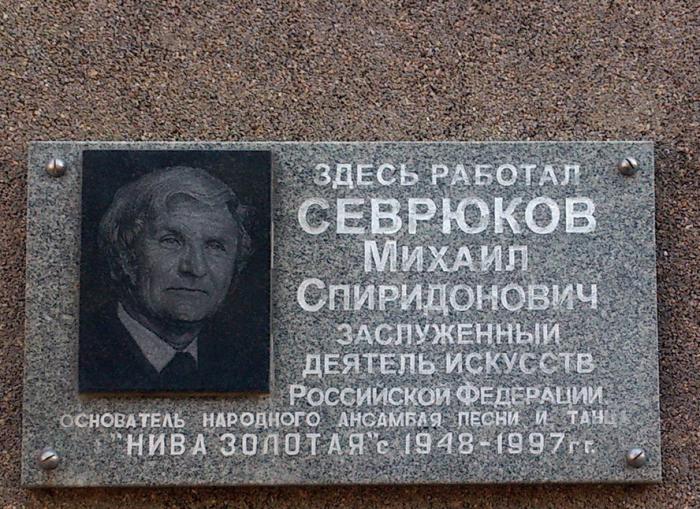 ЗДЕСЬ РАБОТАЛ
СЕВРЮКОВ
МИХАИЛ
СПИРИДОНОВИЧ
ЗАСЛУЖЕННЫЙ
ДЕЯТЕЛЬ ИСКУССТВ
РОССИЙСКОЙ ФЕДЕРАЦИИ
ОСНОВАТЕЛЬ НАРОДНОГО АНСАМБЛЯ ПЕСНИ И ТАНЦА
"НИВА ЗОЛОТАЯ" с 1948-1997 г г.